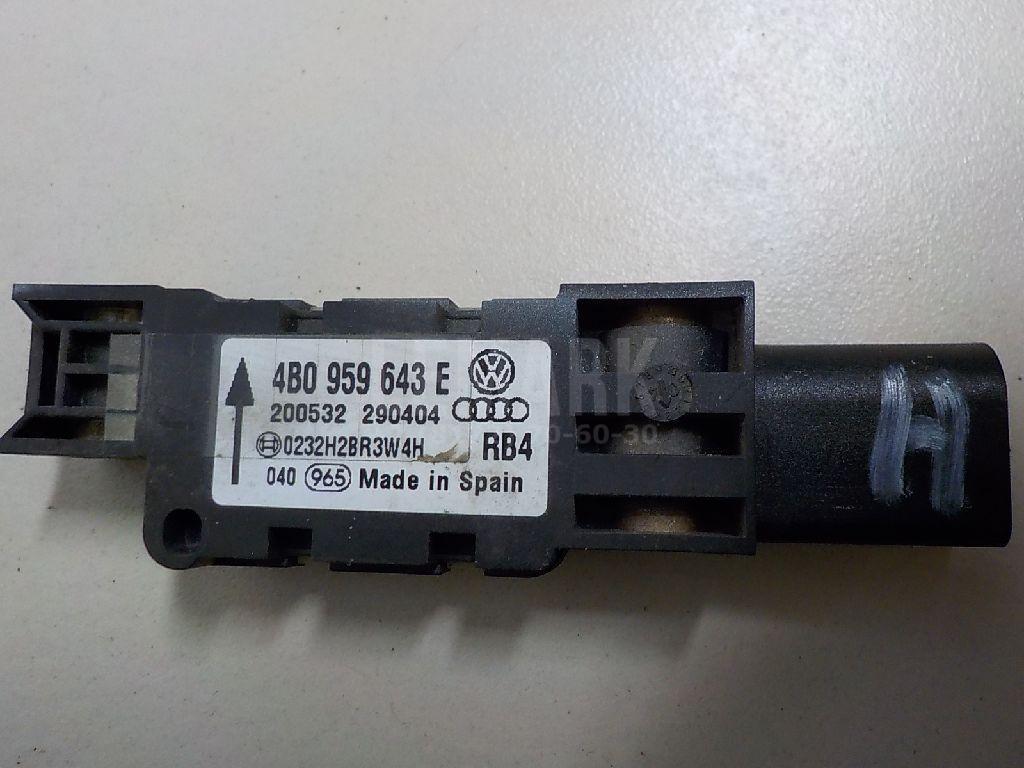 4B0 959 643 E
200532 290404
0232H2BR3W4H RB4
040 965 Made in Spain
H